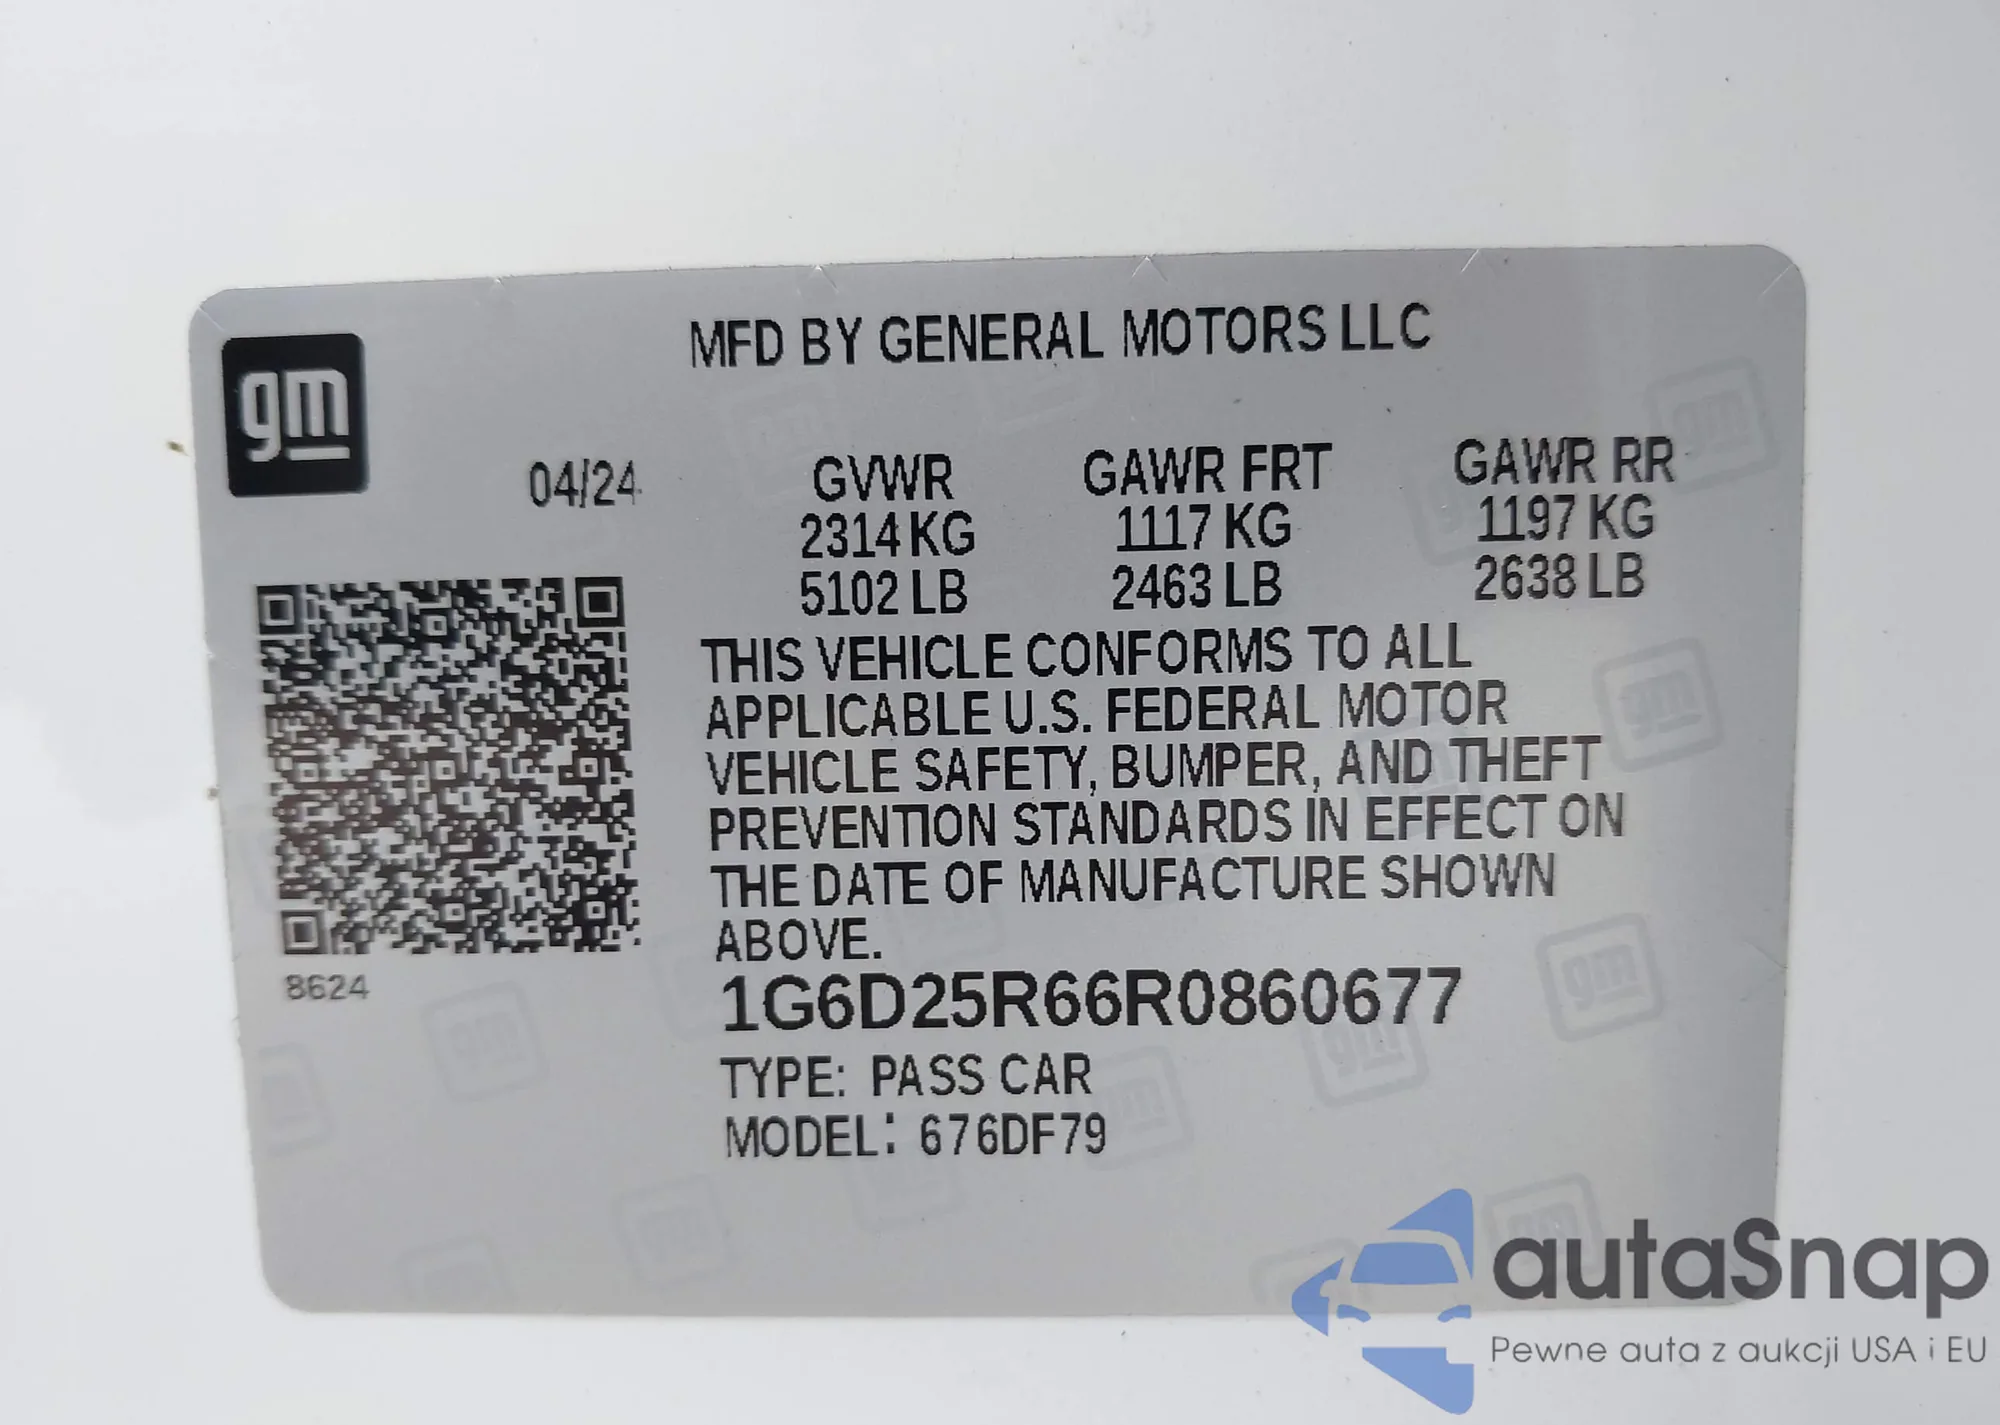 gm
MFD BY GENERAL MOTORS LLC
04/24
GVWR GAWR FRT GAWR RR
2314 KG 1117 KG 1197 KG
5102 LB 2463 LB 2638 LB
THIS VEHICLE CONFORMS TO ALL
APPLICABLE U.S. FEDERAL MOTOR
VEHICLE SAFETY, BUMPER, AND THEFT
PREVENTION STANDARDS IN EFFECT ON
THE DATE OF MANUFACTURE SHOWN
ABOVE.
8624
1G6D25R66R0860677
TYPE: PASS CAR
MODEL: 676DF79
autaSnap
Pewne auta z aukcji USA i EU